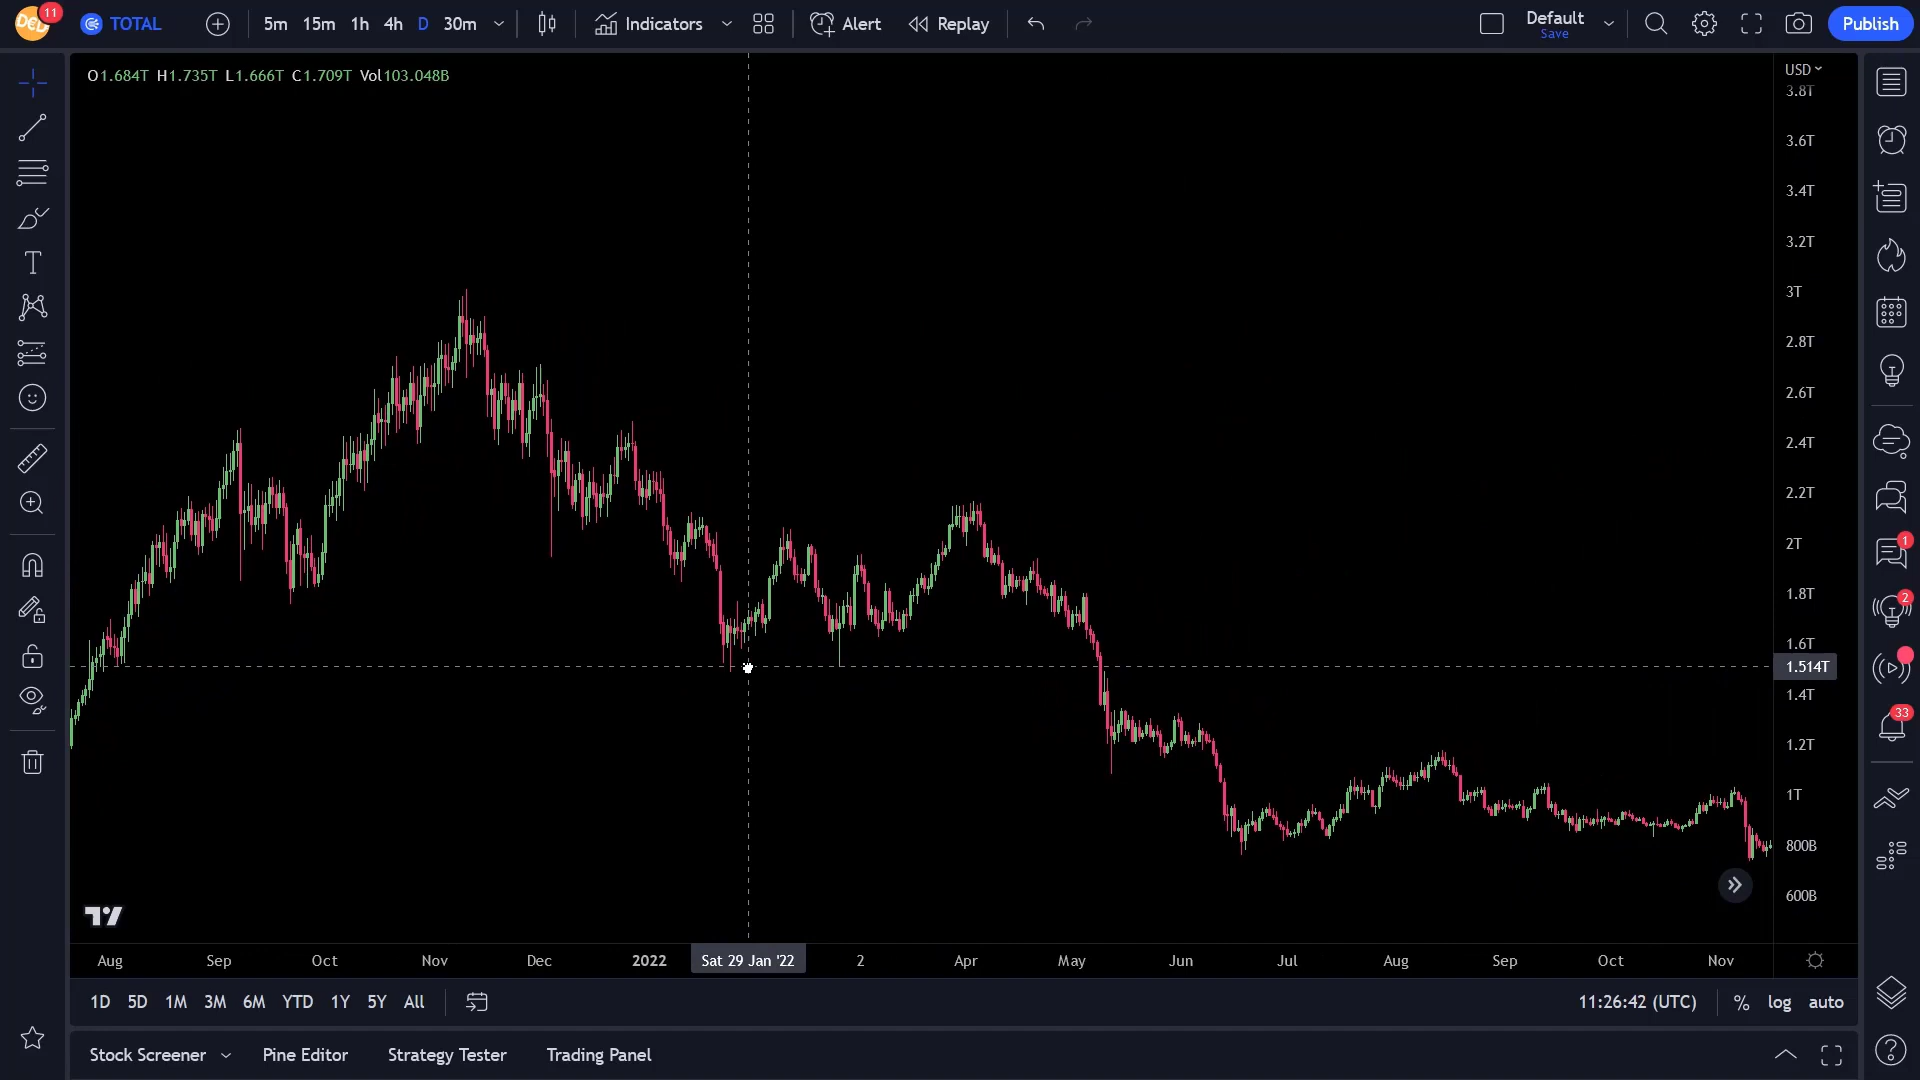 11
TOTAL
5m 15m 1h 4h D 30m
Indicators
Alert
Replay
Default
Save
Publish
O1.684T H1.735T L1.666T C1.709T Vol103.048B
USD
3.8T
3.6T
3.4T
3.2T
3T
2.8T
2.6T
2.4T
2.2T
2T
1.8T
1.6T
1.514T
1.4T
1.2T
1T
800B
600B
1
2
33
Aug Sep Oct Nov Dec 2022 Sat 29 Jan '22 2 Apr May Jun Jul Aug Sep Oct Nov
1D 5D 1M 3M 6M YTD 1Y 5Y All
11:26:42 (UTC) % log auto
Stock Screener Pine Editor Strategy Tester Trading Panel